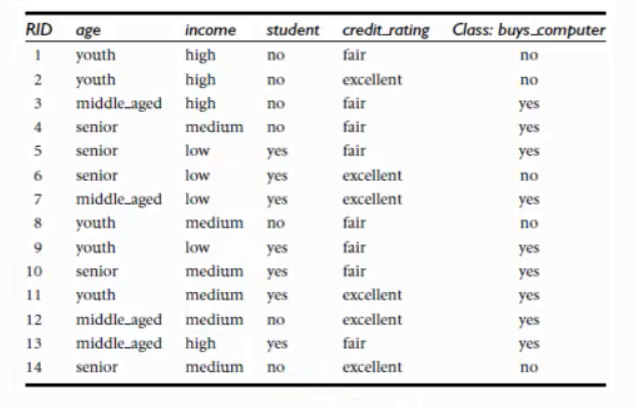 RID age income student credit_rating Class: buys_computer
1 youth high no fair no
2 youth high no excellent no
3 middle_aged high no fair yes
4 senior medium no fair yes
5 senior low yes fair yes
6 senior low yes excellent no
7 middle_aged low yes excellent yes
8 youth medium no fair no
9 youth low yes fair yes
10 senior medium yes fair yes
11 youth medium yes excellent yes
12 middle_aged medium no excellent yes
13 middle_aged high yes fair yes
14 senior medium no excellent no